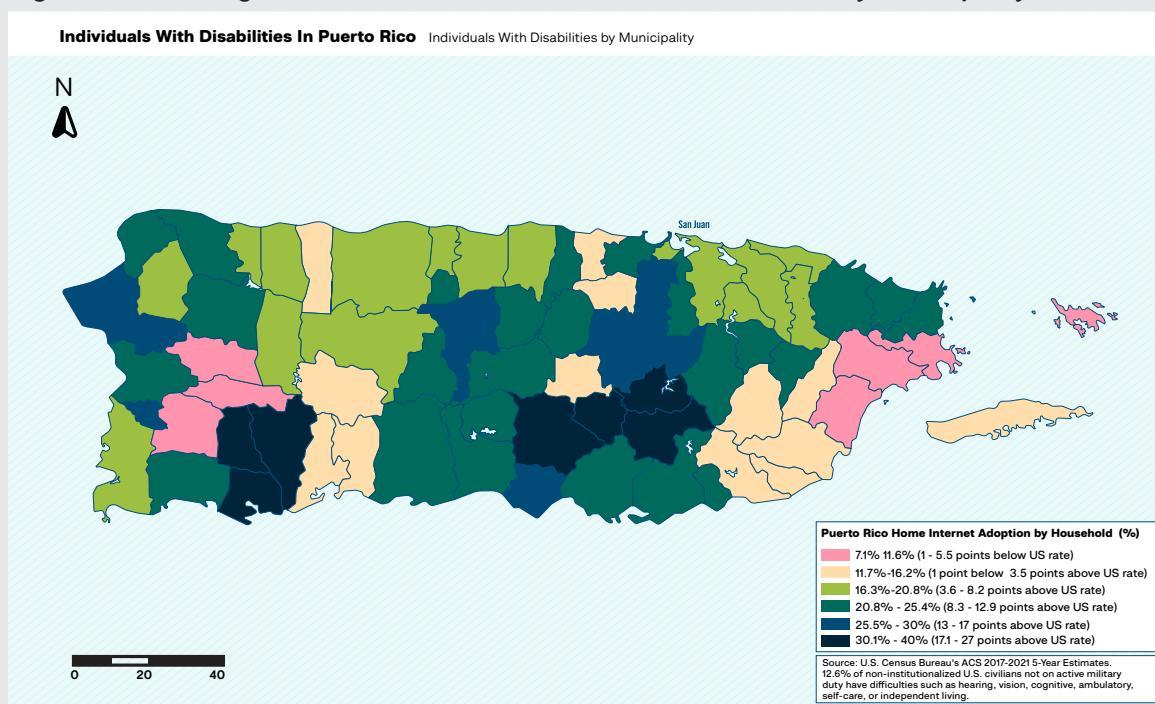 Individuals With Disabilities In Puerto Rico Individuals With Disabilities by Municipality
N
San Juan
Puerto Rico Home Internet Adoption by Household (%)
7.1% 11.6% (1 - 5.5 points below US rate)
11.7%-16.2% (1 point below 3.5 points above US rate)
16.3%-20.8% (3.6 - 8.2 points above US rate)
20.8% - 25.4% (8.3 - 12.9 points above US rate)
25.5% - 30% (13 - 17 points above US rate)
30.1% - 40% (17.1 - 27 points above US rate)
0 20 40
Source: U.S. Census Bureau's ACS 2017-2021 5-Year Estimates.
12.6% of non-institutionalized U.S. civilians not on active military
duty have difficulties such as hearing, vision, cognitive, ambulatory,
self-care, or independent living.